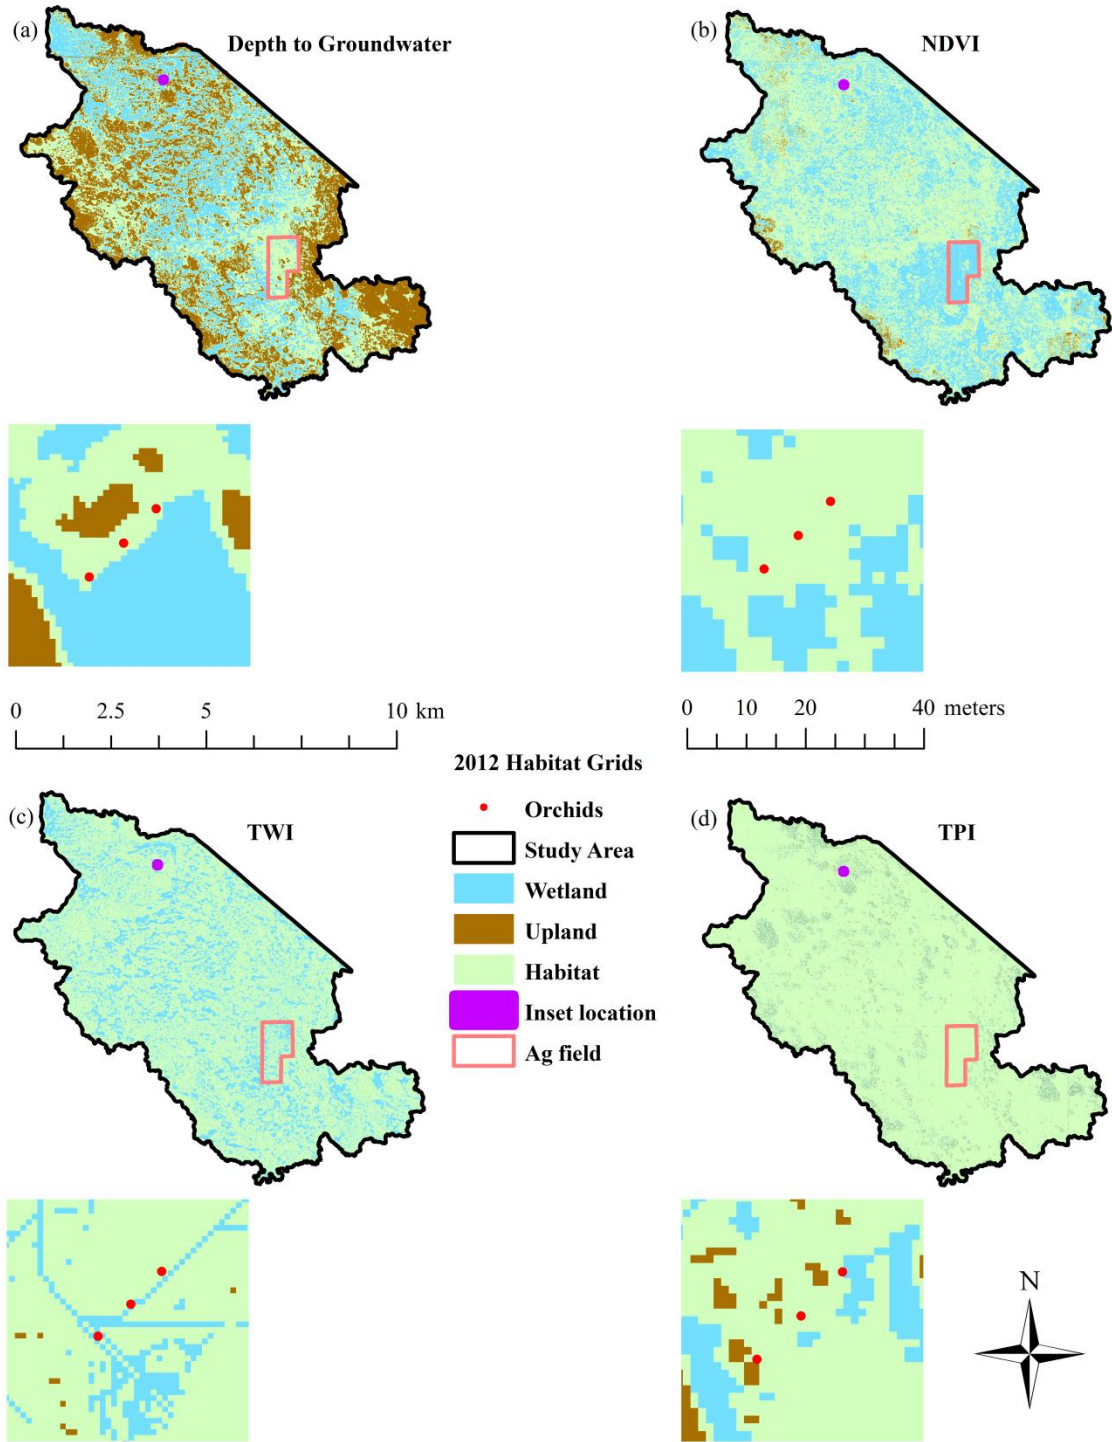 (a)
Depth to Groundwater
(b)
NDVI
0 2.5 5 10 km
0 10 20 40 meters
2012 Habitat Grids
Orchids
Study Area
Wetland
Upland
Habitat
Inset location
Ag field
(c)
TWI
(d)
TPI
N